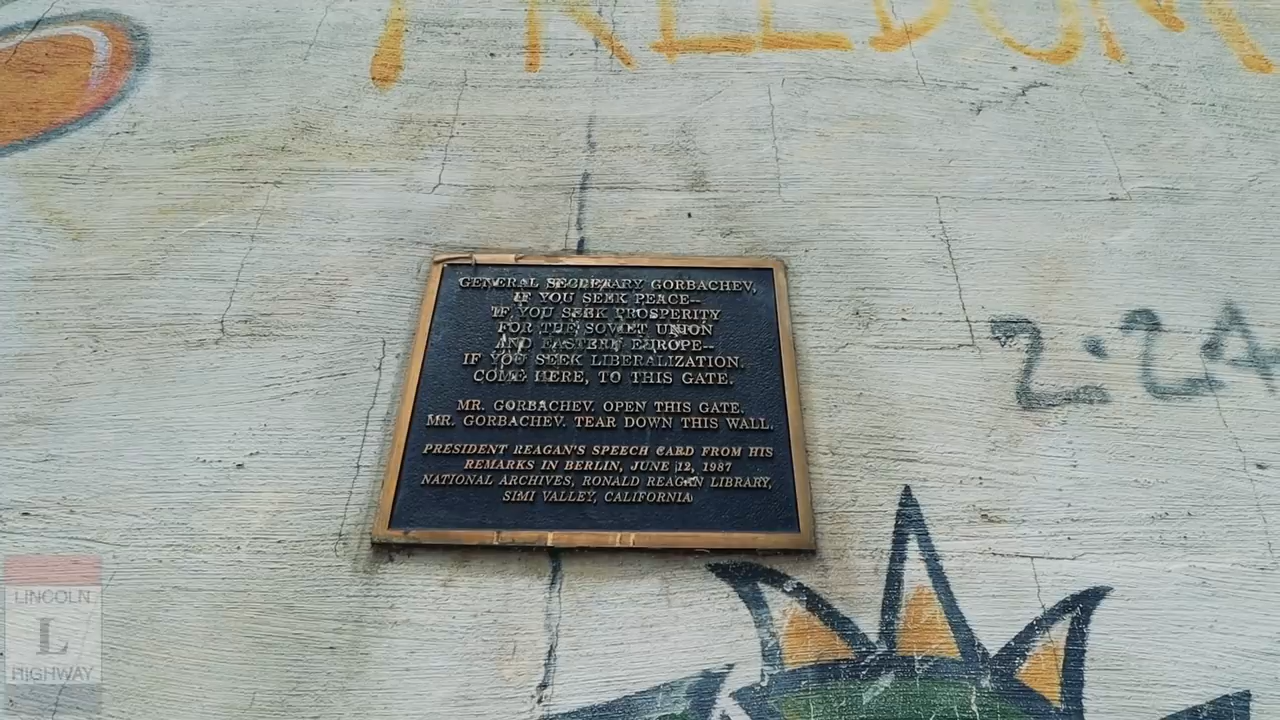 FREEDOM
GENERAL SECRETARY GORBACHEV,
IF YOU SEEK PEACE--
IF YOU SEEK PROSPERITY
FOR THE SOVIET UNION
AND EASTERN EUROPE--
IF YOU SEEK LIBERALIZATION.
COME HERE, TO THIS GATE.
MR. GORBACHEV. OPEN THIS GATE.
MR. GORBACHEV. TEAR DOWN THIS WALL.
PRESIDENT REAGAN'S SPEECH CARD FROM HIS
REMARKS IN BERLIN, JUNE 12, 1987
NATIONAL ARCHIVES, RONALD REAGAN LIBRARY,
SIMI VALLEY, CALIFORNIA
2·24
LINCOLN
L
HIGHWAY